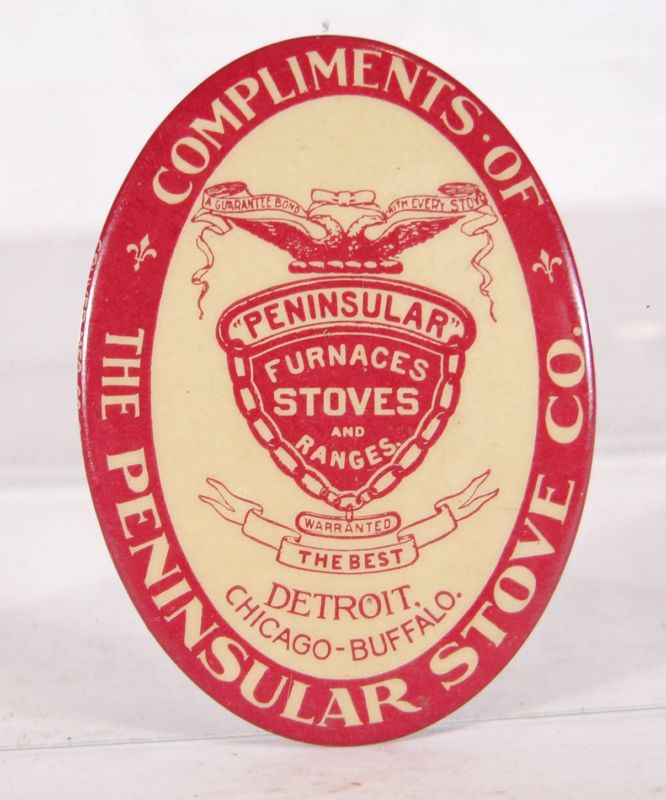 COMPLIMENTS · OF
THE PENINSULAR STOVE CO.
A GUARANTEE BOND WITH EVERY STOVE
"PENINSULAR"
FURNACES
STOVES
AND
RANGES.
WARRANTED
THE BEST
DETROIT,
CHICAGO-BUFFALO.